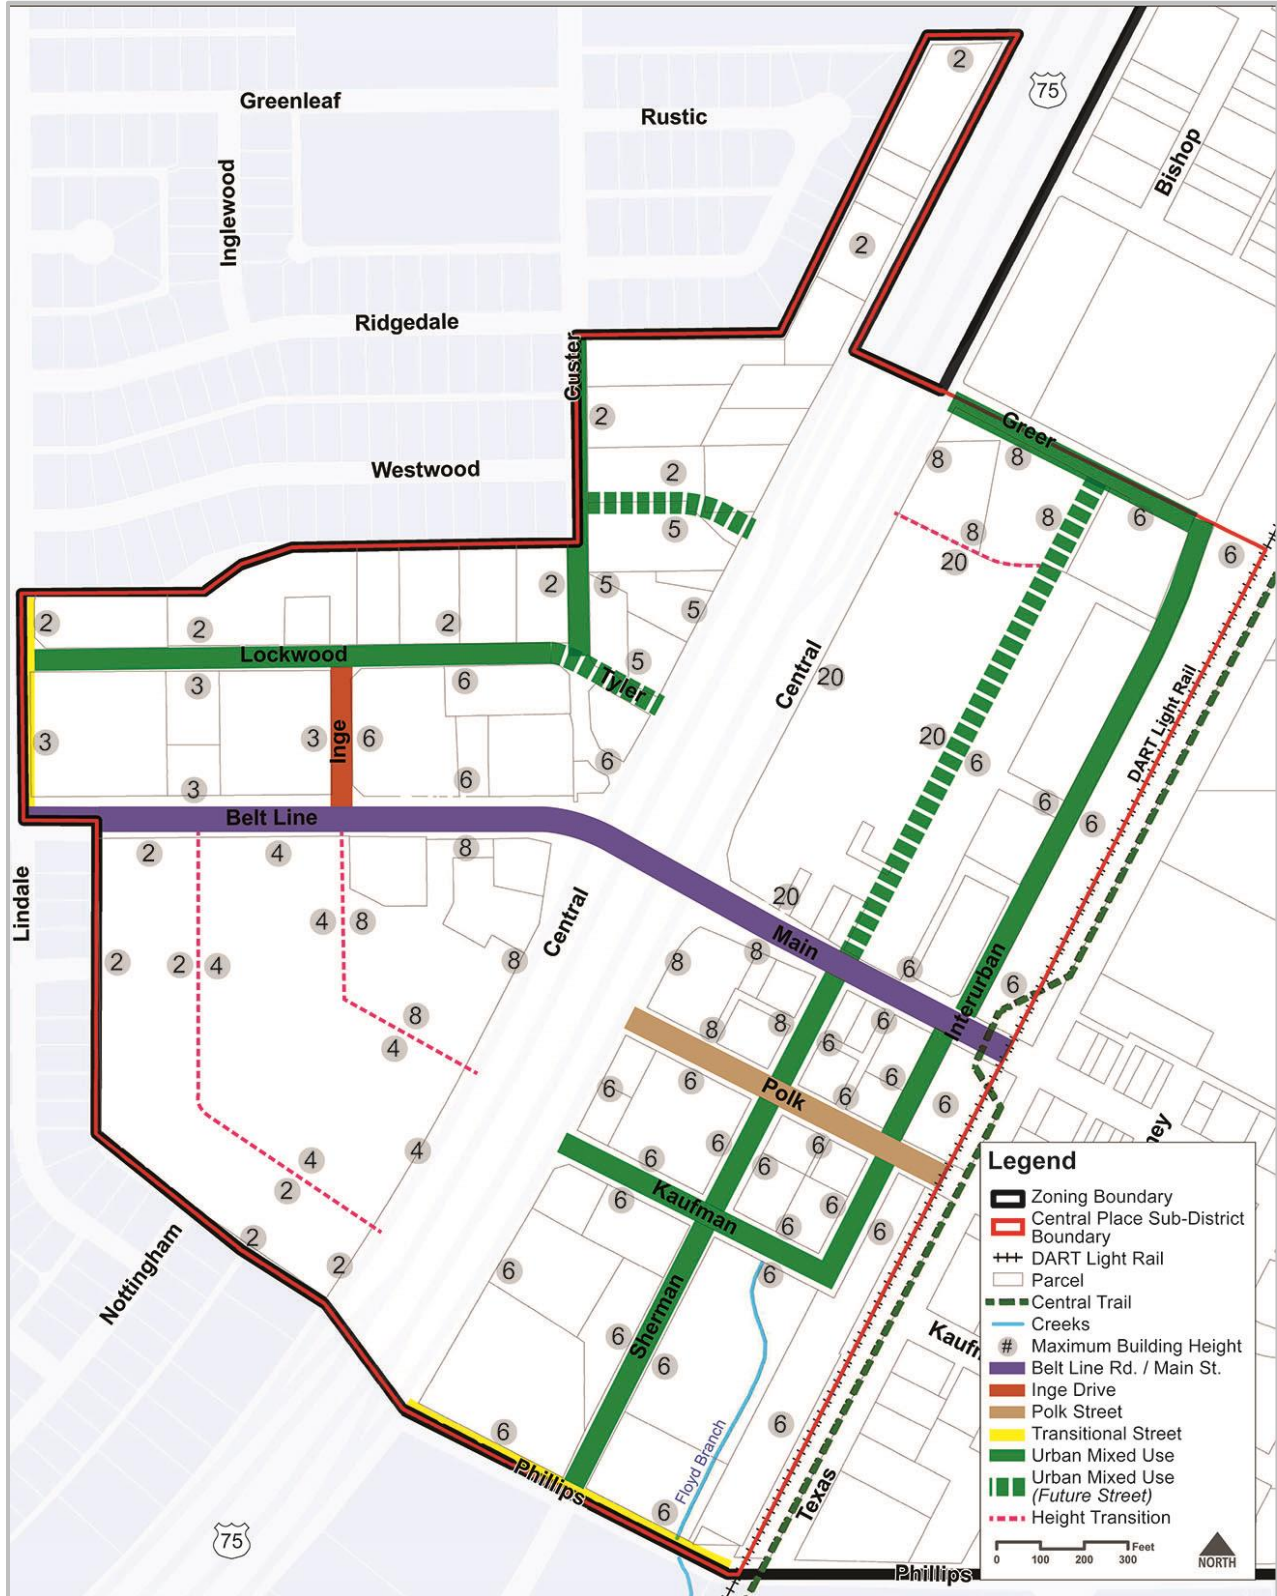 2
75
Greenleaf
Rustic
Bishop
Inglewood
2
Ridgedale
Custer
2
Greer
8
8
Westwood
2
5
8
8
6
20
6
2
5
2
2
2
5
Lockwood
5
Tyler
Central
20
DART Light Rail
3
6
3
3
Inge
6
20
6
6
6
3
6
6
6
Belt Line
2
4
8
20
Lindale
4
8
Central
Main
2
2
4
8
8
8
6
6
Interurban
8
4
8
8
6
6
6
6
Polk
6
6
6
ney
4
2
4
6
6
6
6
Kaufman
6
6
6
6
2
2
Nottingham
6
6
Sherman
6
6
6
6
6
Phillips
Floyd Branch
Texas
75
Phillips
Legend
Zoning Boundary
Central Place Sub-District
Boundary
DART Light Rail
Parcel
Central Trail
Creeks
# Maximum Building Height
Belt Line Rd. / Main St.
Inge Drive
Polk Street
Transitional Street
Urban Mixed Use
Urban Mixed Use
(Future Street)
Height Transition
Feet
0 100 200 300
NORTH